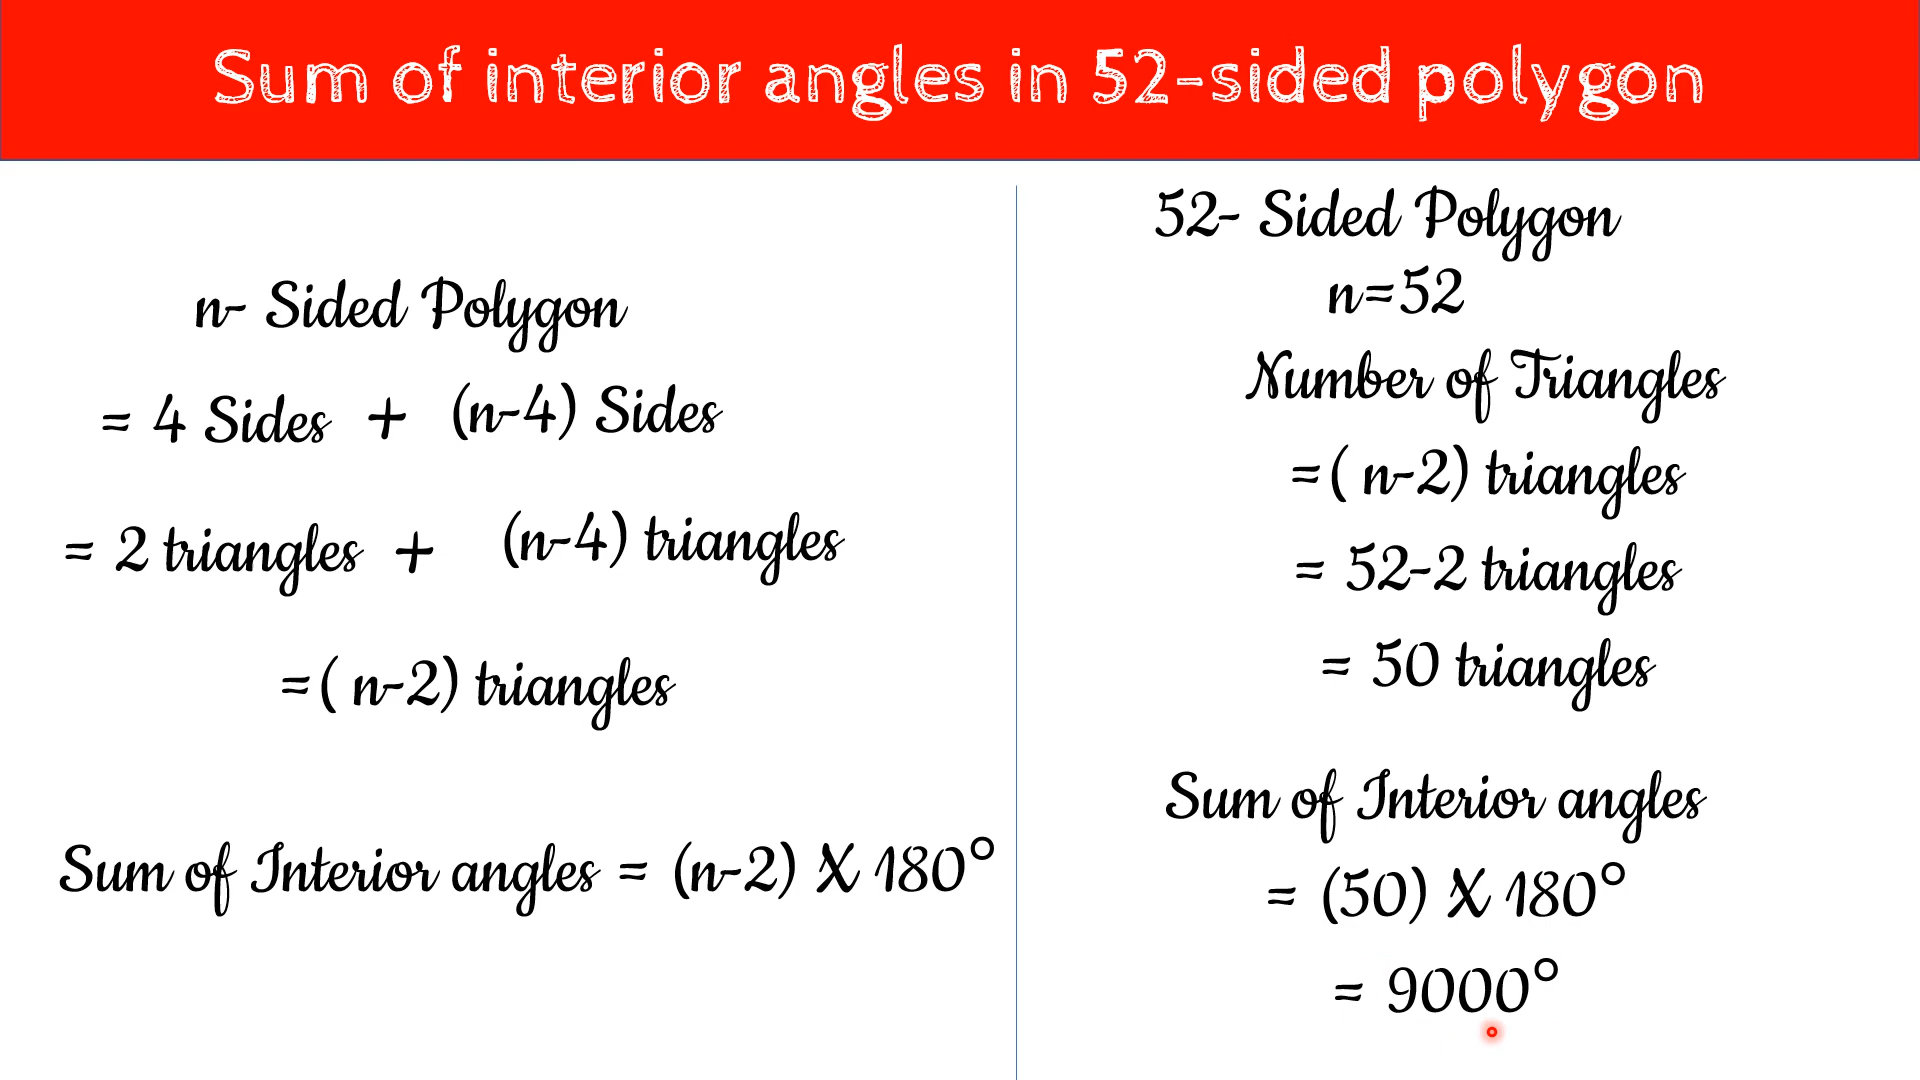 Sum of interior angles in 52-sided polygon
n- Sided Polygon
= 4 Sides + (n-4) Sides
= 2 triangles + (n-4) triangles
=( n-2) triangles
Sum of Interior angles = (n-2) X 180°
52- Sided Polygon
n=52
Number of Triangles
=( n-2) triangles
= 52-2 triangles
= 50 triangles
Sum of Interior angles
= (50) X 180°
= 9000°